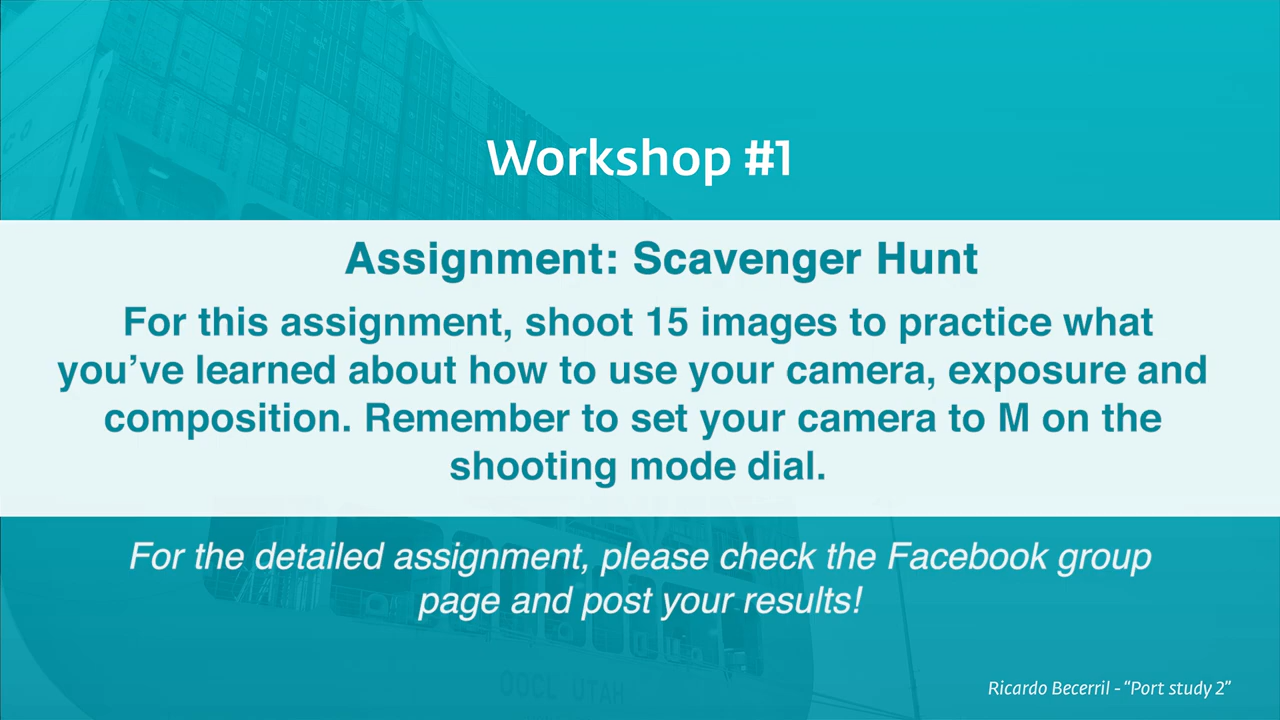 Workshop #1
Assignment: Scavenger Hunt
For this assignment, shoot 15 images to practice what
you’ve learned about how to use your camera, exposure and
composition. Remember to set your camera to M on the
shooting mode dial.
For the detailed assignment, please check the Facebook group
page and post your results!
OOCL UTAH
Ricardo Becerril - “Port study 2”